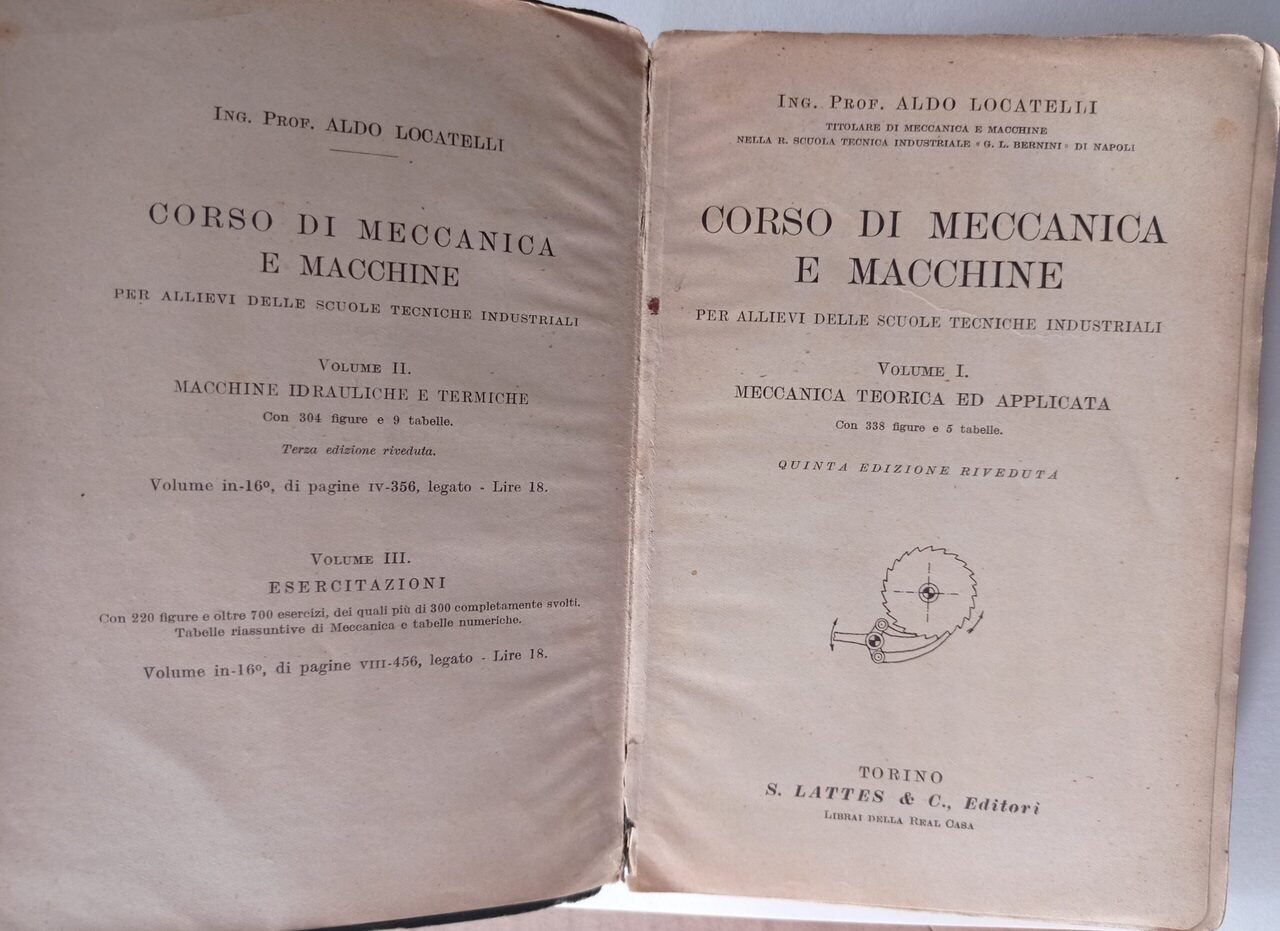 Ing. Prof. ALDO LOCATELLI
CORSO DI MECCANICA
E MACCHINE
PER ALLIEVI DELLE SCUOLE TECNICHE INDUSTRIALI
Volume II.
MACCHINE IDRAULICHE E TERMICHE
Con 304 figure e 9 tabelle.
Terza edizione riveduta.
Volume in-16º, di pagine IV-356, legato - Lire 18.
Volume III.
ESERCITAZIONI
Con 220 figure e oltre 700 esercizi, dei quali più di 300 completamente svolti.
Tabelle riassuntive di Meccanica e tabelle numeriche.
Volume in-16º, di pagine VIII-456, legato - Lire 18.
Ing. Prof. ALDO LOCATELLI
TITOLARE DI MECCANICA E MACCHINE
NELLA R. SCUOLA TECNICA INDUSTRIALE «G. L. BERNINI» DI NAPOLI
CORSO DI MECCANICA
E MACCHINE
PER ALLIEVI DELLE SCUOLE TECNICHE INDUSTRIALI
Volume I.
MECCANICA TEORICA ED APPLICATA
Con 338 figure e 5 tabelle.
QUINTA EDIZIONE RIVEDUTA
TORINO
S. LATTES & C., Editori
Librai della Real Casa